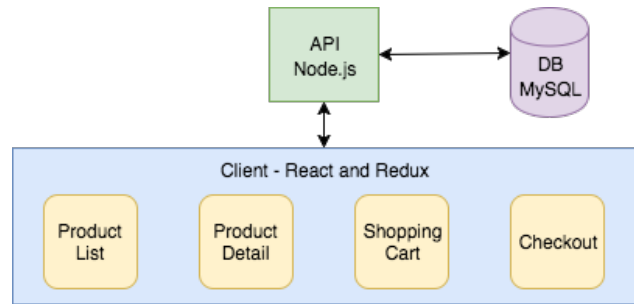 API
Node.js
DB
MySQL
Client - React and Redux
Product
List
Product
Detail
Shopping
Cart
Checkout